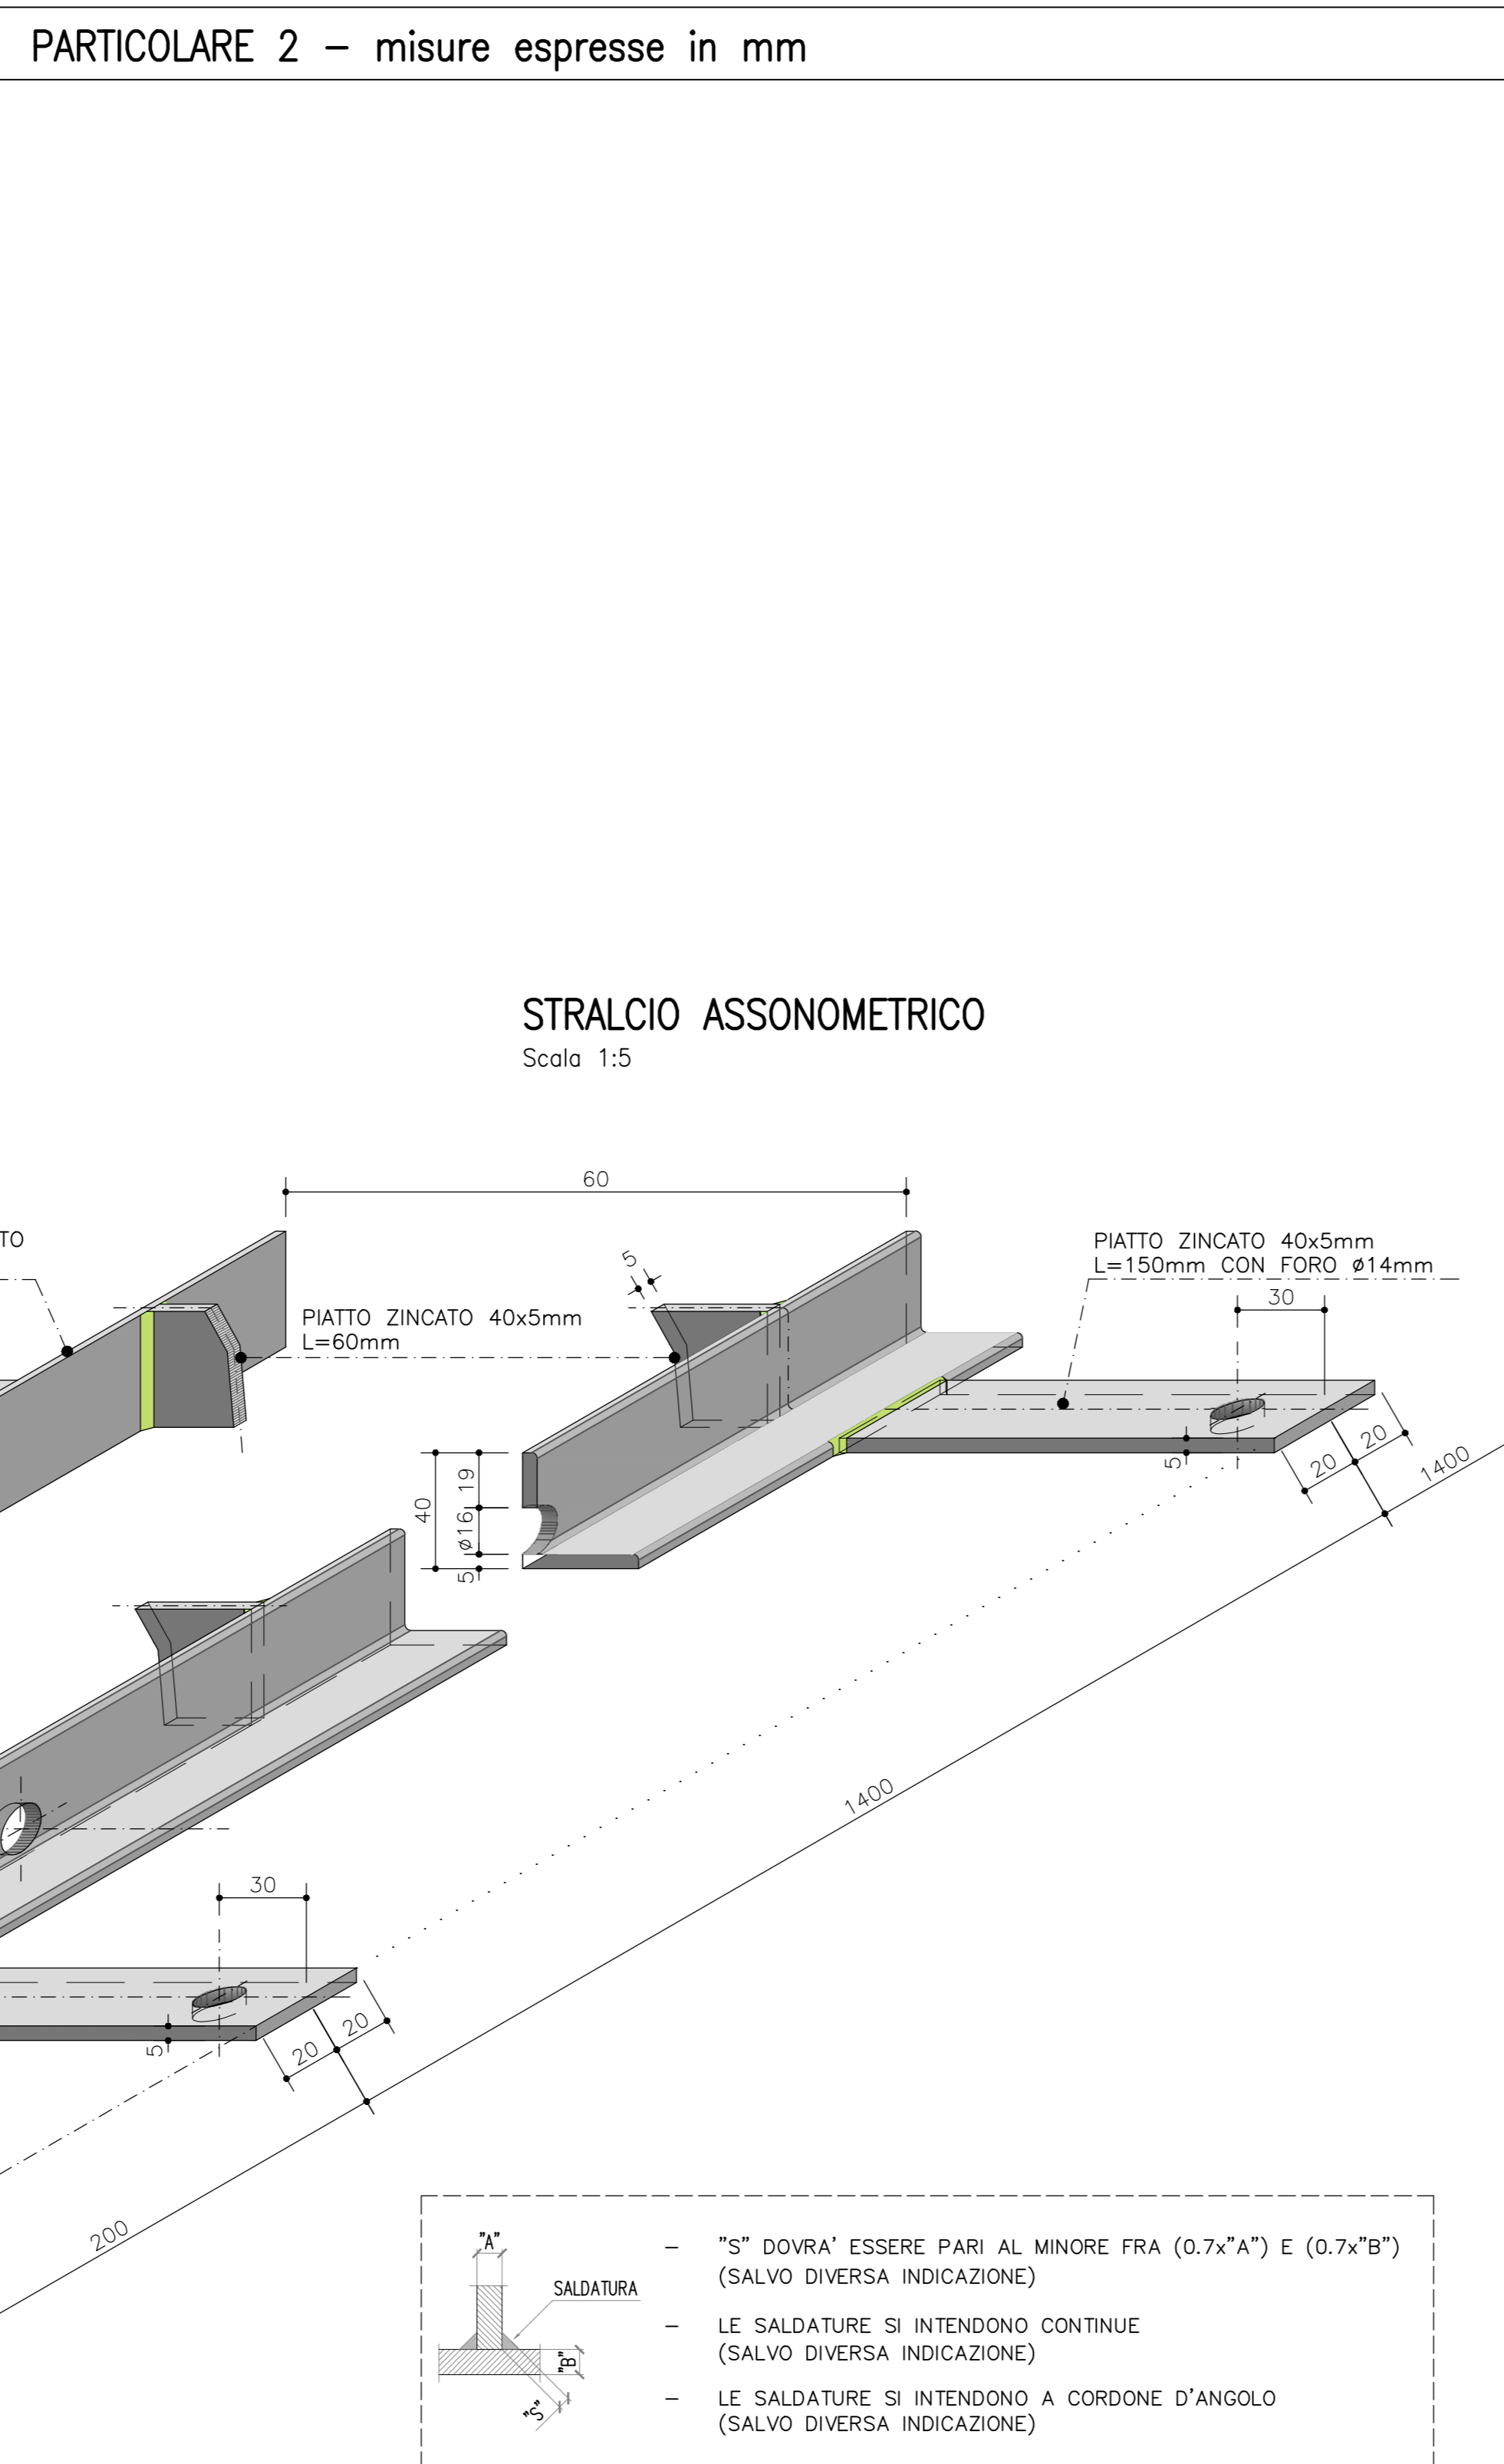 PARTICOLARE 2 – misure espresse in mm
STRALCIO ASSONOMETRICO
Scala 1:5
60
TO
5
PIATTO ZINCATO 40x5mm
L=150mm CON FORO ø14mm
30
PIATTO ZINCATO 40x5mm
L=60mm
40
19
ø16
5
5
20
20
1400
1400
30
5
20
20
200
"A"
SALDATURA
"B"
"S"
– "S" DOVRA' ESSERE PARI AL MINORE FRA (0.7x"A") E (0.7x"B")
(SALVO DIVERSA INDICAZIONE)
– LE SALDATURE SI INTENDONO CONTINUE
(SALVO DIVERSA INDICAZIONE)
– LE SALDATURE SI INTENDONO A CORDONE D'ANGOLO
(SALVO DIVERSA INDICAZIONE)